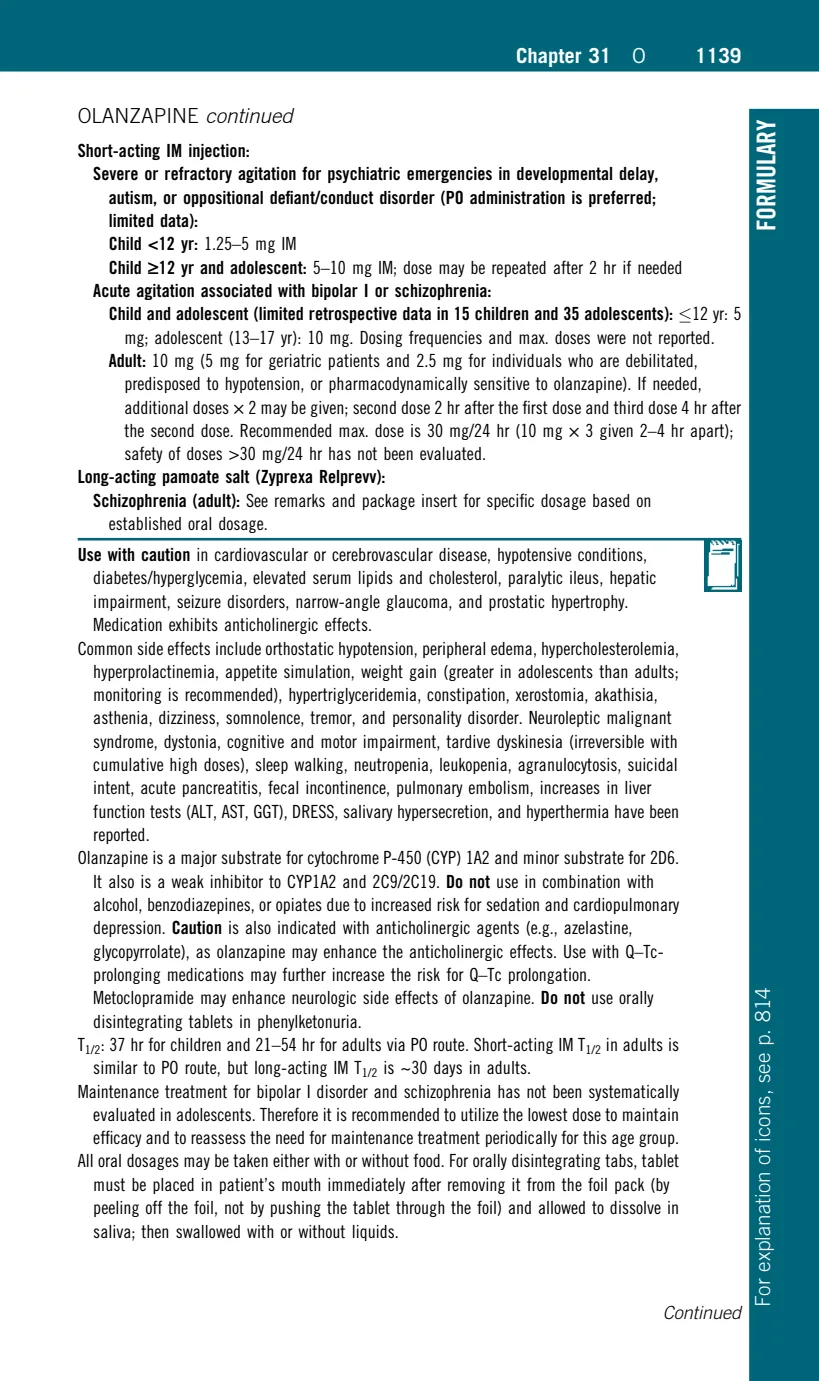 Chapter 31 O 1139
OLANZAPINE continued
Short-acting IM injection:
Severe or refractory agitation for psychiatric emergencies in developmental delay,
autism, or oppositional defiant/conduct disorder (PO administration is preferred;
limited data):
Child <12 yr: 1.25–5 mg IM
Child ≥12 yr and adolescent: 5–10 mg IM; dose may be repeated after 2 hr if needed
Acute agitation associated with bipolar I or schizophrenia:
Child and adolescent (limited retrospective data in 15 children and 35 adolescents): ≤12 yr: 5
mg; adolescent (13–17 yr): 10 mg. Dosing frequencies and max. doses were not reported.
Adult: 10 mg (5 mg for geriatric patients and 2.5 mg for individuals who are debilitated,
predisposed to hypotension, or pharmacodynamically sensitive to olanzapine). If needed,
additional doses × 2 may be given; second dose 2 hr after the first dose and third dose 4 hr after
the second dose. Recommended max. dose is 30 mg/24 hr (10 mg × 3 given 2–4 hr apart);
safety of doses >30 mg/24 hr has not been evaluated.
Long-acting pamoate salt (Zyprexa Relprevv):
Schizophrenia (adult): See remarks and package insert for specific dosage based on
established oral dosage.
Use with caution in cardiovascular or cerebrovascular disease, hypotensive conditions,
diabetes/hyperglycemia, elevated serum lipids and cholesterol, paralytic ileus, hepatic
impairment, seizure disorders, narrow-angle glaucoma, and prostatic hypertrophy.
Medication exhibits anticholinergic effects.
Common side effects include orthostatic hypotension, peripheral edema, hypercholesterolemia,
hyperprolactinemia, appetite simulation, weight gain (greater in adolescents than adults;
monitoring is recommended), hypertriglyceridemia, constipation, xerostomia, akathisia,
asthenia, dizziness, somnolence, tremor, and personality disorder. Neuroleptic malignant
syndrome, dystonia, cognitive and motor impairment, tardive dyskinesia (irreversible with
cumulative high doses), sleep walking, neutropenia, leukopenia, agranulocytosis, suicidal
intent, acute pancreatitis, fecal incontinence, pulmonary embolism, increases in liver
function tests (ALT, AST, GGT), DRESS, salivary hypersecretion, and hyperthermia have been
reported.
Olanzapine is a major substrate for cytochrome P-450 (CYP) 1A2 and minor substrate for 2D6.
It also is a weak inhibitor to CYP1A2 and 2C9/2C19. Do not use in combination with
alcohol, benzodiazepines, or opiates due to increased risk for sedation and cardiopulmonary
depression. Caution is also indicated with anticholinergic agents (e.g., azelastine,
glycopyrrolate), as olanzapine may enhance the anticholinergic effects. Use with Q–Tc-
prolonging medications may further increase the risk for Q–Tc prolongation.
Metoclopramide may enhance neurologic side effects of olanzapine. Do not use orally
disintegrating tablets in phenylketonuria.
T1/2: 37 hr for children and 21–54 hr for adults via PO route. Short-acting IM T1/2 in adults is
similar to PO route, but long-acting IM T1/2 is ~30 days in adults.
Maintenance treatment for bipolar I disorder and schizophrenia has not been systematically
evaluated in adolescents. Therefore it is recommended to utilize the lowest dose to maintain
efficacy and to reassess the need for maintenance treatment periodically for this age group.
All oral dosages may be taken either with or without food. For orally disintegrating tabs, tablet
must be placed in patient's mouth immediately after removing it from the foil pack (by
peeling off the foil, not by pushing the tablet through the foil) and allowed to dissolve in
saliva; then swallowed with or without liquids.
Continued
FORMULARY
For explanation of icons, see p. 814